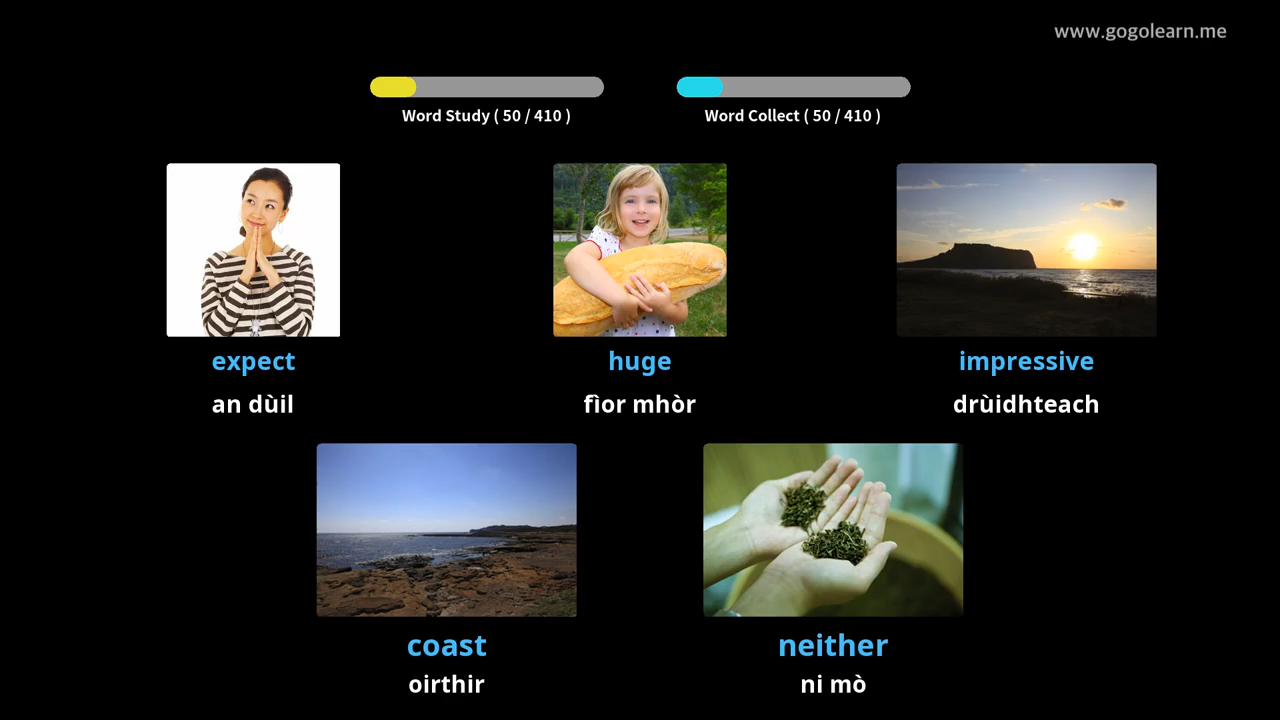 www.gogolearn.me
Word Study ( 50 / 410 )
Word Collect ( 50 / 410 )
expect
an dùil
huge
fìor mhòr
impressive
drùidhteach
coast
oirthir
neither
ni mò